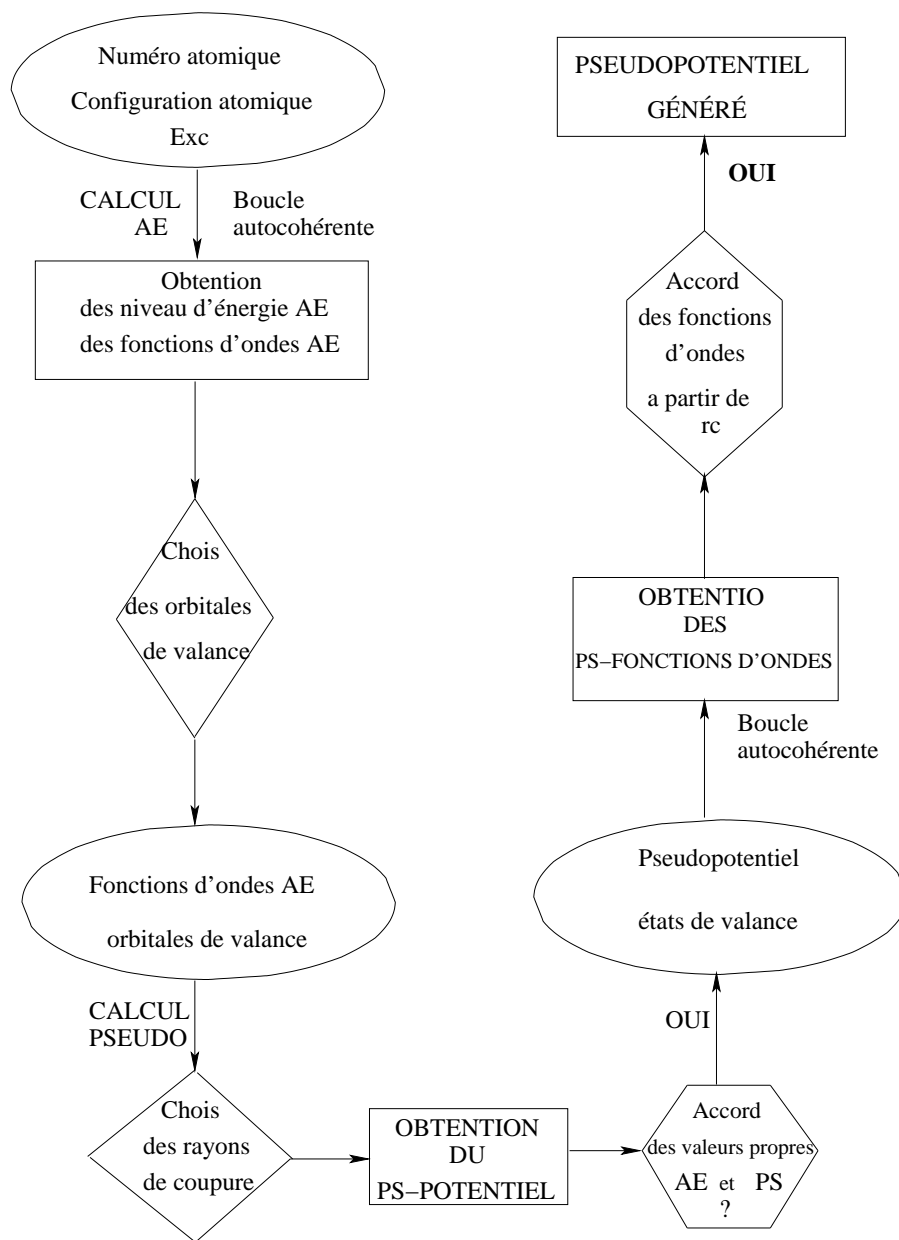 Numéro atomique
Configuration atomique
Exc
CALCUL
AE
Boucle
autocohérente
Obtention
des niveau d'énergie AE
des fonctions d'ondes AE
Chois
des orbitales
de valance
Fonctions d'ondes AE
orbitales de valance
CALCUL
PSEUDO
Chois
des rayons
de coupure
OBTENTION
DU
PS−POTENTIEL
Accord
des valeurs propres
AE et PS
?
OUI
Pseudopotentiel
états de valance
Boucle
autocohérente
OBTENTIO
DES
PS−FONCTIONS D'ONDES
Accord
des fonctions
d'ondes
a partir de
rc
OUI
PSEUDOPOTENTIEL
GÉNÉRÉ